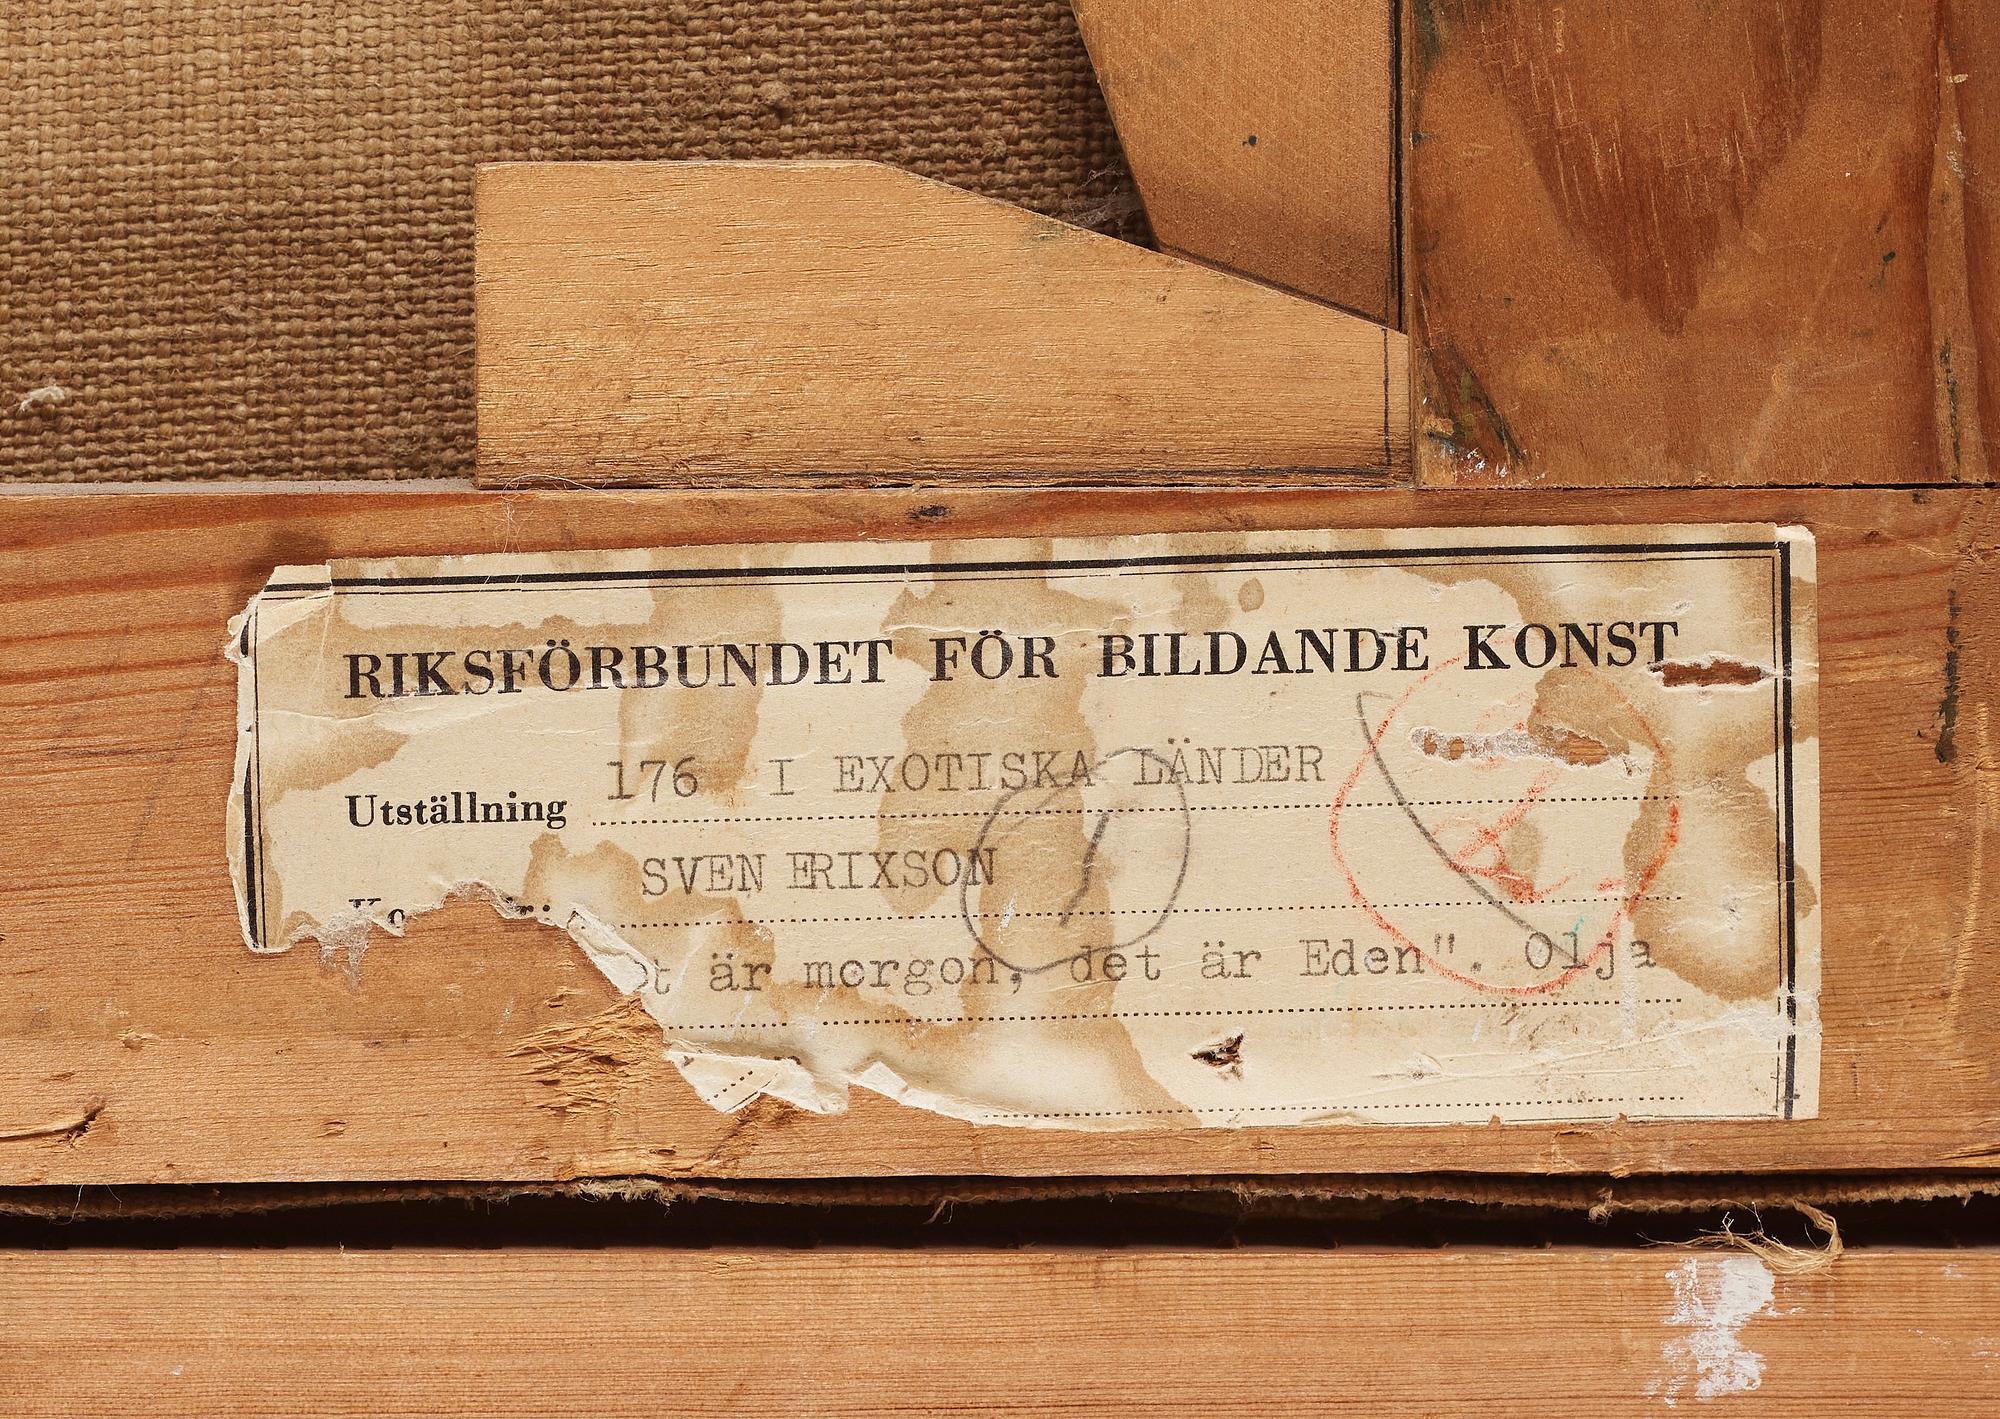 RIKSFÖRBUNDET FÖR BILDANDE KONST
Utställning 176 I EXOTISKA LÄNDER
SVEN ERIXSON
är morgon, det är Eden". Olja